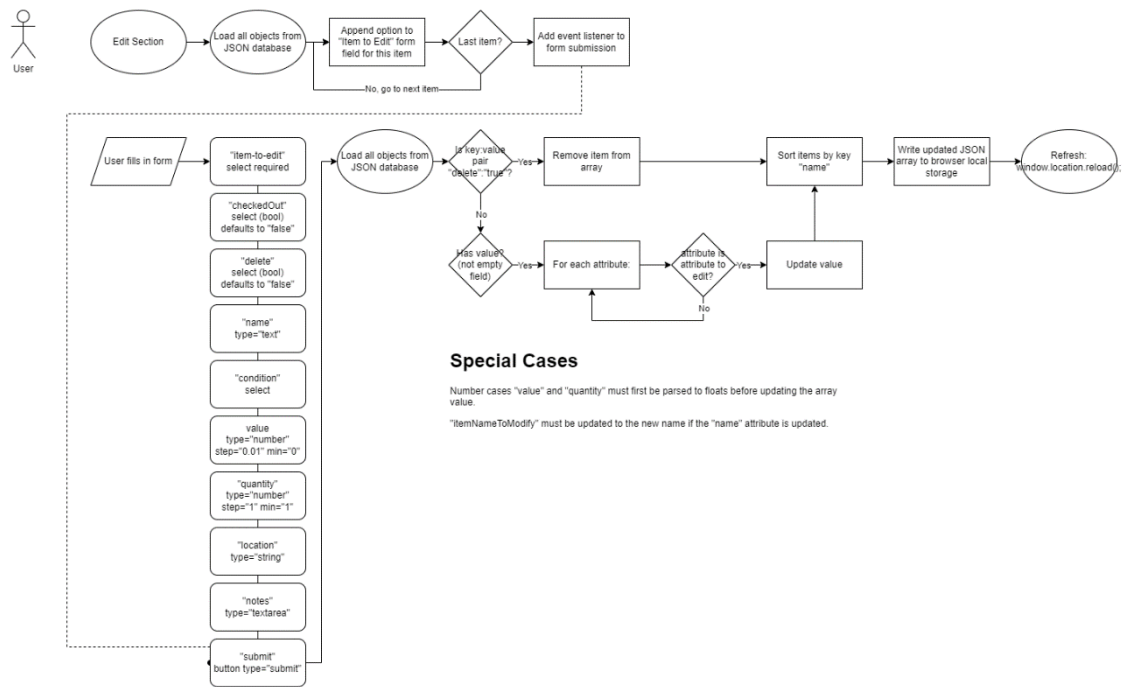 User
Edit Section
Load all objects from
JSON database
Append option to
"Item to Edit" form
field for this item
Last item?
Add event listener to
form submission
No, go to next item
User fills in form
"item-to-edit"
select required
"checkedOut"
select (bool)
defaults to "false"
"delete"
select (bool)
defaults to "false"
"name"
type="text"
"condition"
select
value
type="number"
step="0.01" min="0"
"quantity"
type="number"
step="1" min="1"
"location"
type="string"
"notes"
type="textarea"
"submit"
button type="submit"
Load all objects from
JSON database
Is key:value
pair
"delete":"true"?
Yes
Remove item from
array
Sort items by key
"name"
Write updated JSON
array to browser local
storage
Refresh:
window.location.reload();
No
Has value?
(not empty
field)
Yes
For each attribute:
attribute is
attribute to
edit?
Yes
Update value
No
Special Cases
Number cases "value" and "quantity" must first be parsed to floats before updating the array
value.
"itemNameToModify" must be updated to the new name if the "name" attribute is updated.